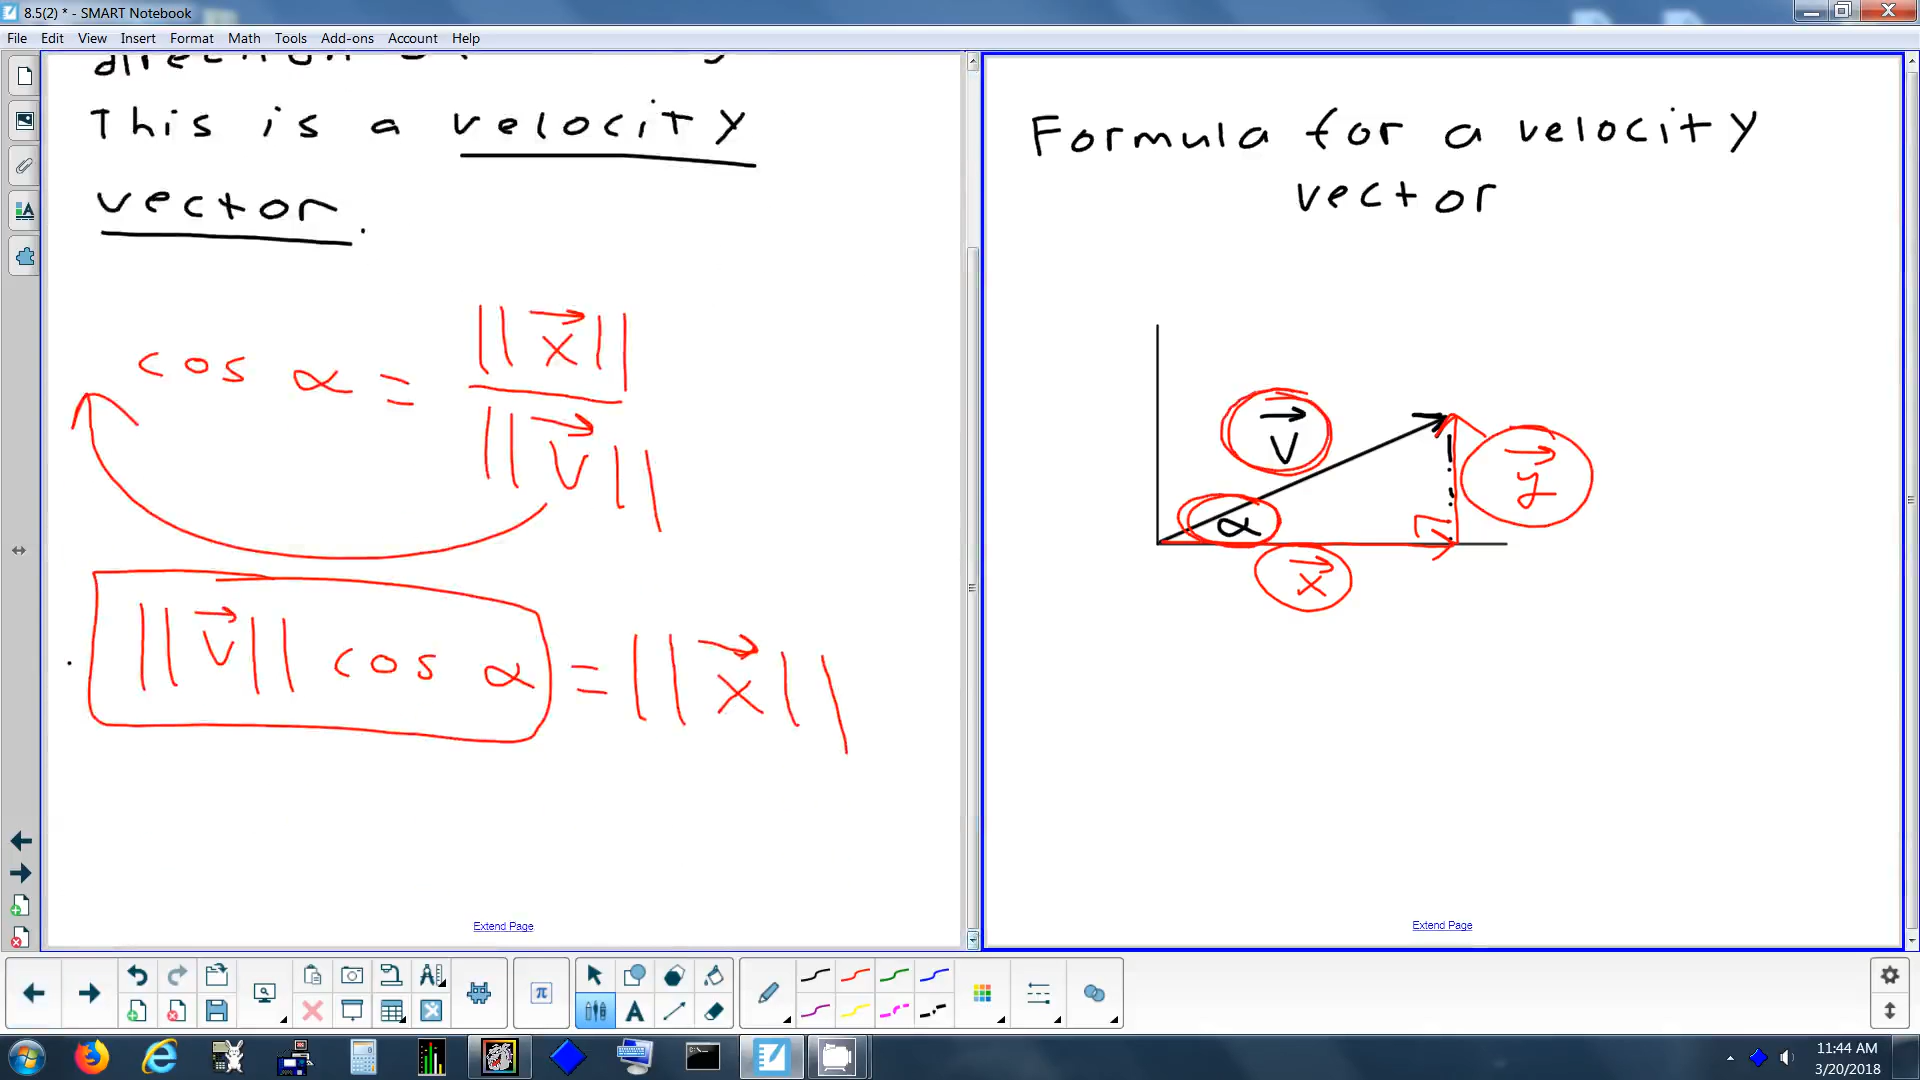 8.5(2) * - SMART Notebook
File Edit View Insert Format Math Tools Add-ons Account Help
direction
This is a velocity
vector.
cos α = ||x⃗|| / ||v⃗||
||v⃗|| cos α = ||x⃗||
Extend Page
Formula for a velocity
vector
v⃗
α
x⃗
y⃗
Extend Page
π
A
11:44 AM
3/20/2018